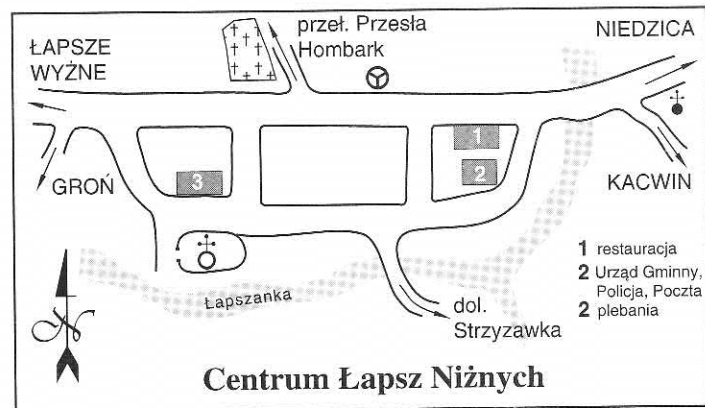 ŁAPSZE
WYŻNE
przeł. Przesła
Hombark
NIEDZICA
GROŃ
3
1
2
KACWIN
Łapszanka
dol.
Strzyzawka
1 restauracja
2 Urząd Gminny,
Policja, Poczta
2 plebania
N
Centrum Łapsz Niżnych